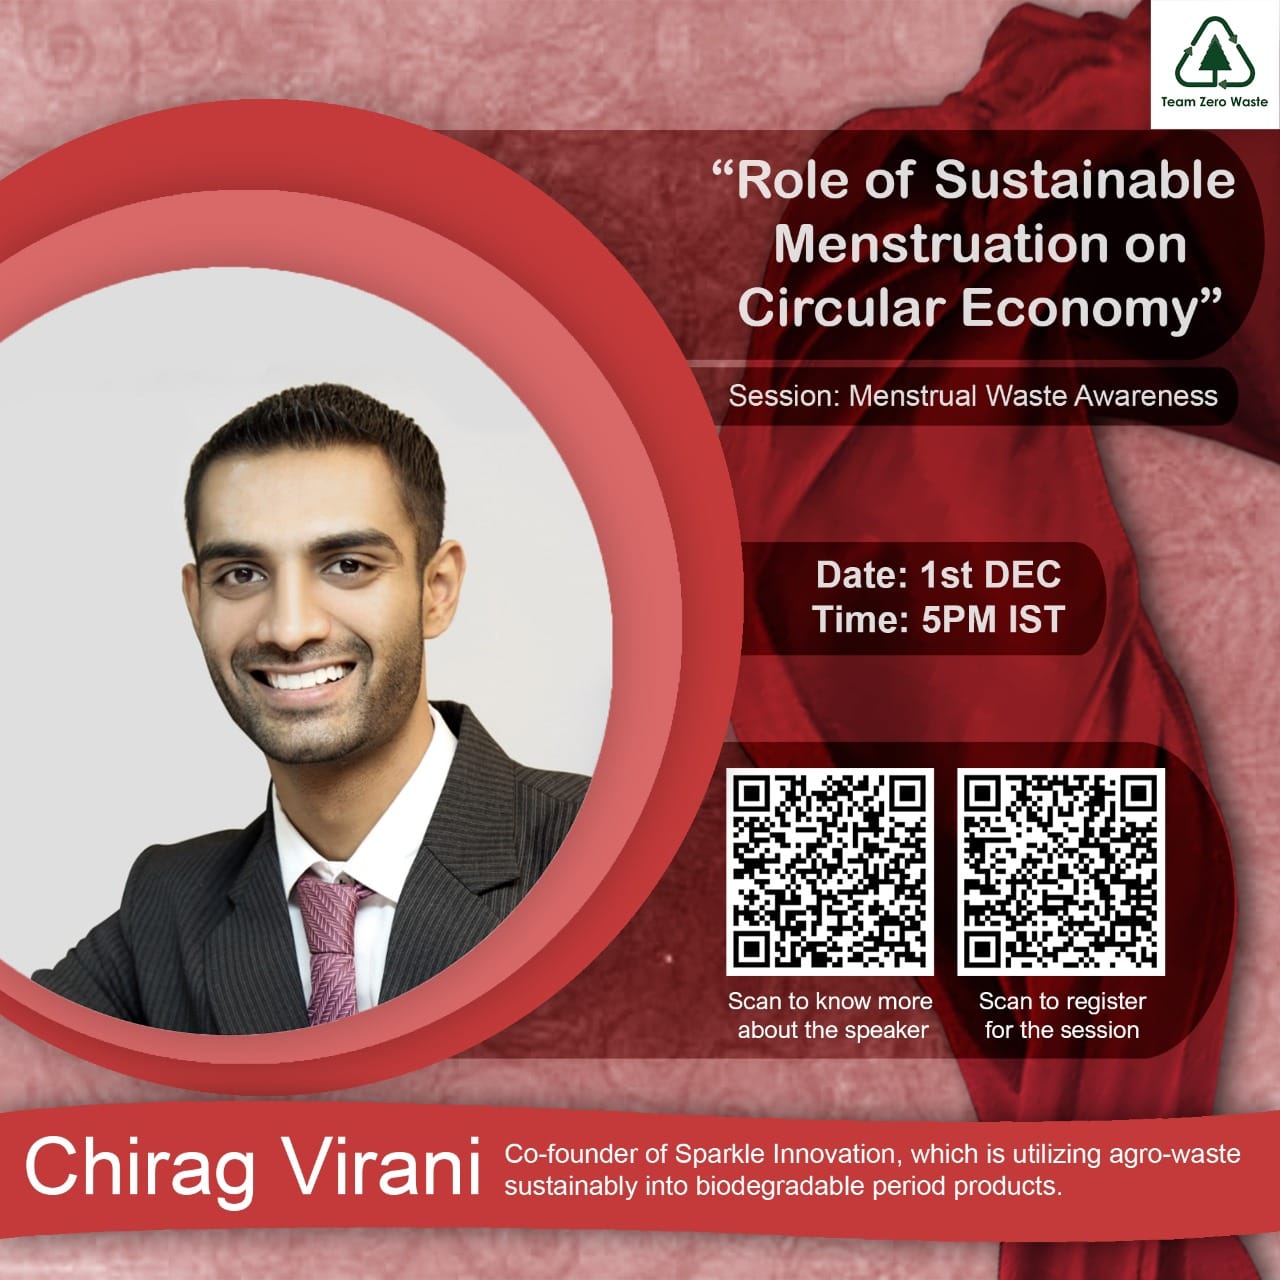 Team Zero Waste
“Role of Sustainable
Menstruation on
Circular Economy”
Session: Menstrual Waste Awareness
Date: 1st DEC
Time: 5PM IST
Scan to know more
about the speaker
Scan to register
for the session
Chirag Virani
Co-founder of Sparkle Innovation, which is utilizing agro-waste
sustainably into biodegradable period products.